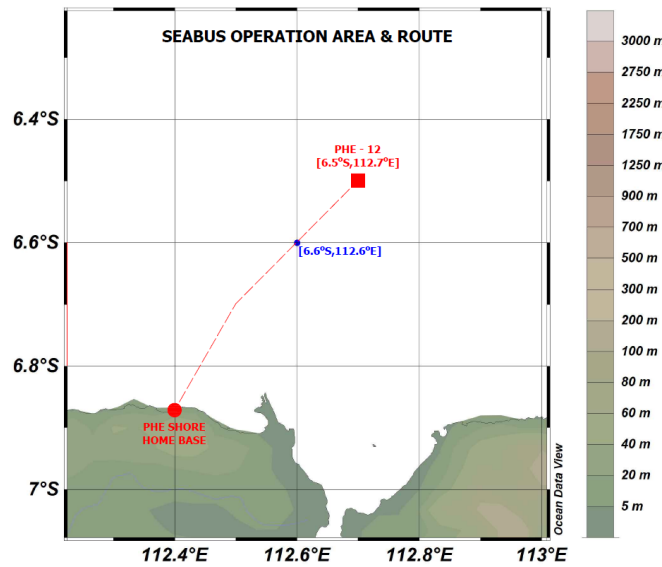 SEABUS OPERATION AREA & ROUTE
6.4°S
6.6°S
6.8°S
7°S
PHE - 12
[6.5°S,112.7°E]
[6.6°S,112.6°E]
PHE SHORE
HOME BASE
112.4°E
112.6°E
112.8°E
113°E
Ocean Data View
3000 m
2750 m
2250 m
1750 m
1250 m
900 m
700 m
500 m
300 m
200 m
100 m
80 m
60 m
40 m
20 m
5 m